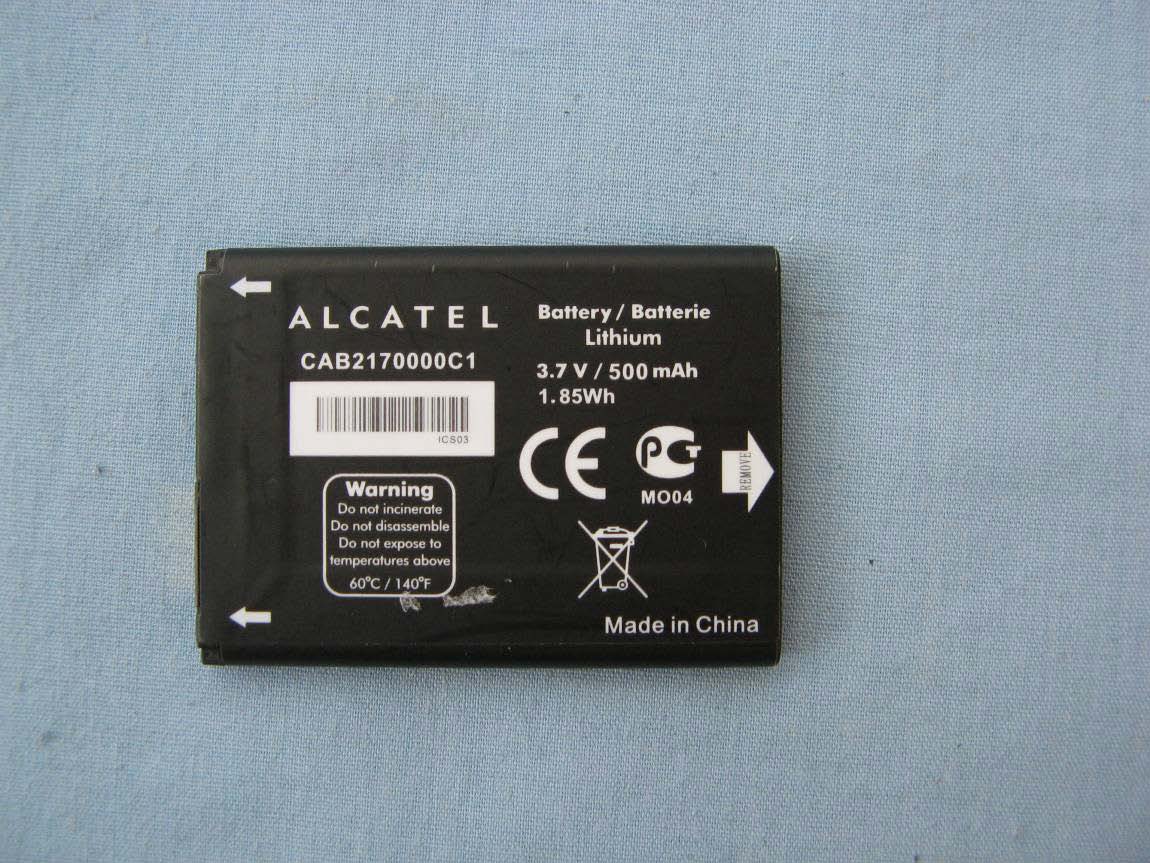 ALCATEL
CAB2170000C1
ICS03
Warning
Do not incinerate
Do not disassemble
Do not expose to
temperatures above
60°C / 140°F
Battery / Batterie
Lithium
3.7 V / 500 mAh
1.85Wh
CE
РСТ
MO04
REMOVE
Made in China